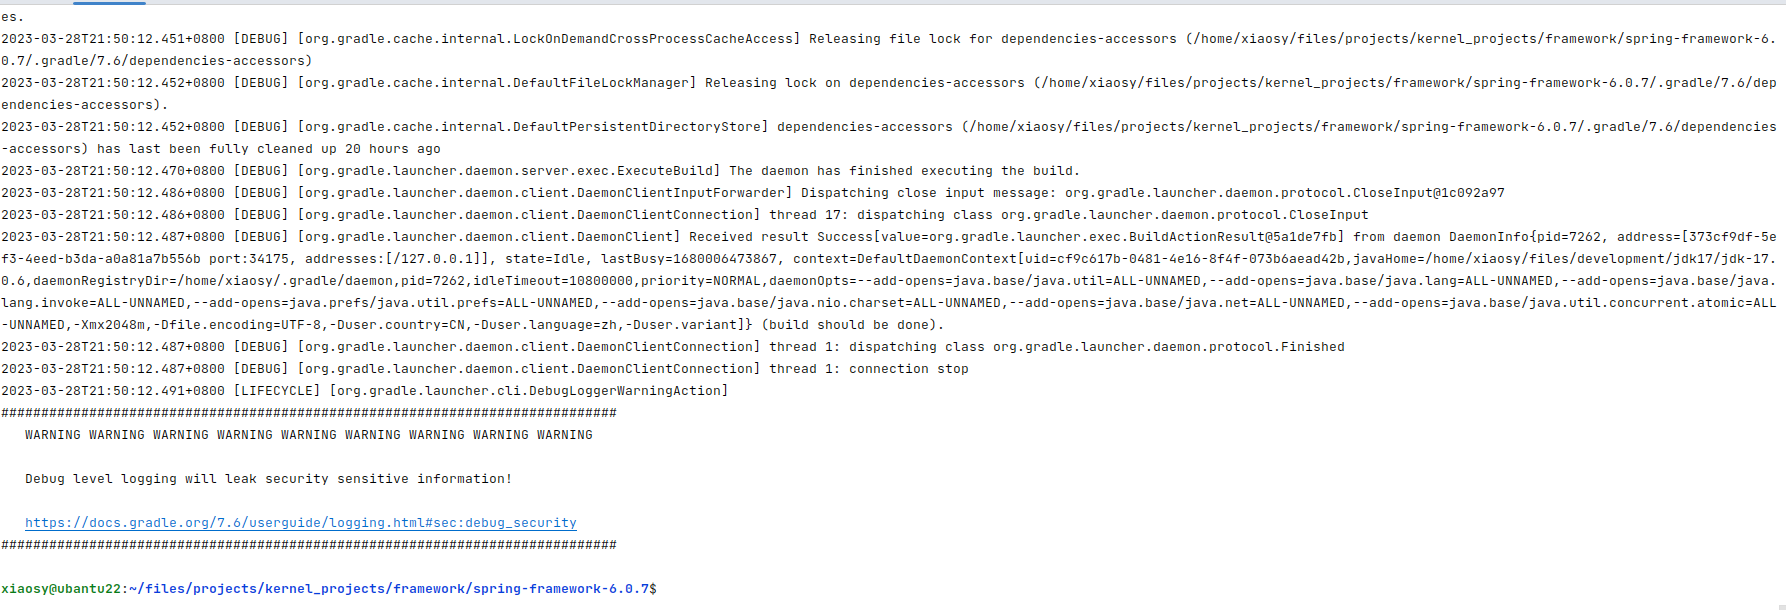 es.
2023-03-28T21:50:12.451+0800 [DEBUG] [org.gradle.cache.internal.LockOnDemandCrossProcessCacheAccess] Releasing file lock for dependencies-accessors (/home/xiaosy/files/projects/kernel_projects/framework/spring-framework-6.
0.7/.gradle/7.6/dependencies-accessors)
2023-03-28T21:50:12.452+0800 [DEBUG] [org.gradle.cache.internal.DefaultFileLockManager] Releasing lock on dependencies-accessors (/home/xiaosy/files/projects/kernel_projects/framework/spring-framework-6.0.7/.gradle/7.6/dep
endencies-accessors).
2023-03-28T21:50:12.452+0800 [DEBUG] [org.gradle.cache.internal.DefaultPersistentDirectoryStore] dependencies-accessors (/home/xiaosy/files/projects/kernel_projects/framework/spring-framework-6.0.7/.gradle/7.6/dependencies
-accessors) has last been fully cleaned up 20 hours ago
2023-03-28T21:50:12.470+0800 [DEBUG] [org.gradle.launcher.daemon.server.exec.ExecuteBuild] The daemon has finished executing the build.
2023-03-28T21:50:12.486+0800 [DEBUG] [org.gradle.launcher.daemon.client.DaemonClientInputForwarder] Dispatching close input message: org.gradle.launcher.daemon.protocol.CloseInput@1c092a97
2023-03-28T21:50:12.486+0800 [DEBUG] [org.gradle.launcher.daemon.client.DaemonClientConnection] thread 17: dispatching class org.gradle.launcher.daemon.protocol.CloseInput
2023-03-28T21:50:12.487+0800 [DEBUG] [org.gradle.launcher.daemon.client.DaemonClient] Received result Success[value=org.gradle.launcher.exec.BuildActionResult@5a1de7fb] from daemon DaemonInfo{pid=7262, address=[373cf9df-5e
f3-4eed-b3da-a0a81a7b556b port:34175, addresses:[/127.0.0.1]], state=Idle, lastBusy=1680006473867, context=DefaultDaemonContext[uid=cf9c617b-0481-4e16-8f4f-073b6aead42b,javaHome=/home/xiaosy/files/development/jdk17/jdk-17.
0.6,daemonRegistryDir=/home/xiaosy/.gradle/daemon,pid=7262,idleTimeout=10800000,priority=NORMAL,daemonOpts=--add-opens=java.base/java.util=ALL-UNNAMED,--add-opens=java.base/java.lang=ALL-UNNAMED,--add-opens=java.base/java.
lang.invoke=ALL-UNNAMED,--add-opens=java.prefs/java.util.prefs=ALL-UNNAMED,--add-opens=java.base/java.nio.charset=ALL-UNNAMED,--add-opens=java.base/java.net=ALL-UNNAMED,--add-opens=java.base/java.util.concurrent.atomic=ALL
-UNNAMED,-Xmx2048m,-Dfile.encoding=UTF-8,-Duser.country=CN,-Duser.language=zh,-Duser.variant]} (build should be done).
2023-03-28T21:50:12.487+0800 [DEBUG] [org.gradle.launcher.daemon.client.DaemonClientConnection] thread 1: dispatching class org.gradle.launcher.daemon.protocol.Finished
2023-03-28T21:50:12.487+0800 [DEBUG] [org.gradle.launcher.daemon.client.DaemonClientConnection] thread 1: connection stop
2023-03-28T21:50:12.491+0800 [LIFECYCLE] [org.gradle.launcher.cli.DebugLoggerWarningAction]
#############################################################################
WARNING WARNING WARNING WARNING WARNING WARNING WARNING WARNING WARNING
Debug level logging will leak security sensitive information!
https://docs.gradle.org/7.6/userguide/logging.html#sec:debug_security
#############################################################################
xiaosy@ubantu22:~/files/projects/kernel_projects/framework/spring-framework-6.0.7$